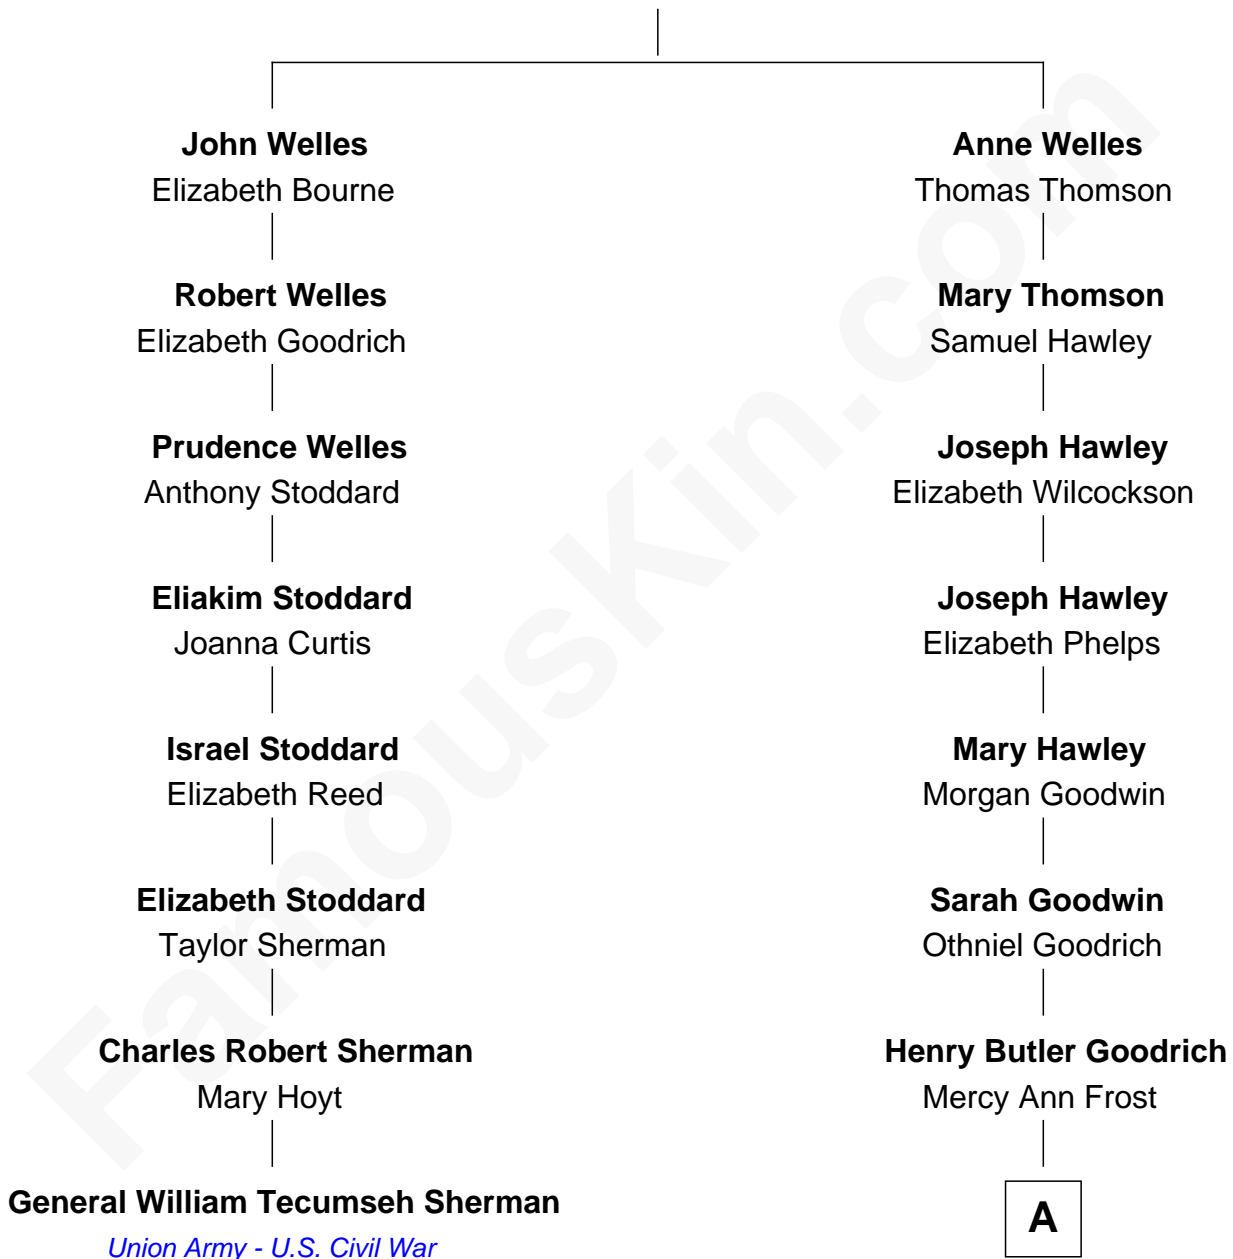 John Welles
Elizabeth Bourne
Robert Welles
Elizabeth Goodrich
Prudence Welles
Anthony Stoddard
Eliakim Stoddard
Joanna Curtis
Israel Stoddard
Elizabeth Reed
Elizabeth Stoddard
Taylor Sherman
Charles Robert Sherman
Mary Hoyt
General William Tecumseh Sherman
Union Army - U.S. Civil War
Anne Welles
Thomas Thomson
Mary Thomson
Samuel Hawley
Joseph Hawley
Elizabeth Wilcockson
Joseph Hawley
Elizabeth Phelps
Mary Hawley
Morgan Goodwin
Sarah Goodwin
Othniel Goodrich
Henry Butler Goodrich
Mercy Ann Frost
A
FamousKin.com